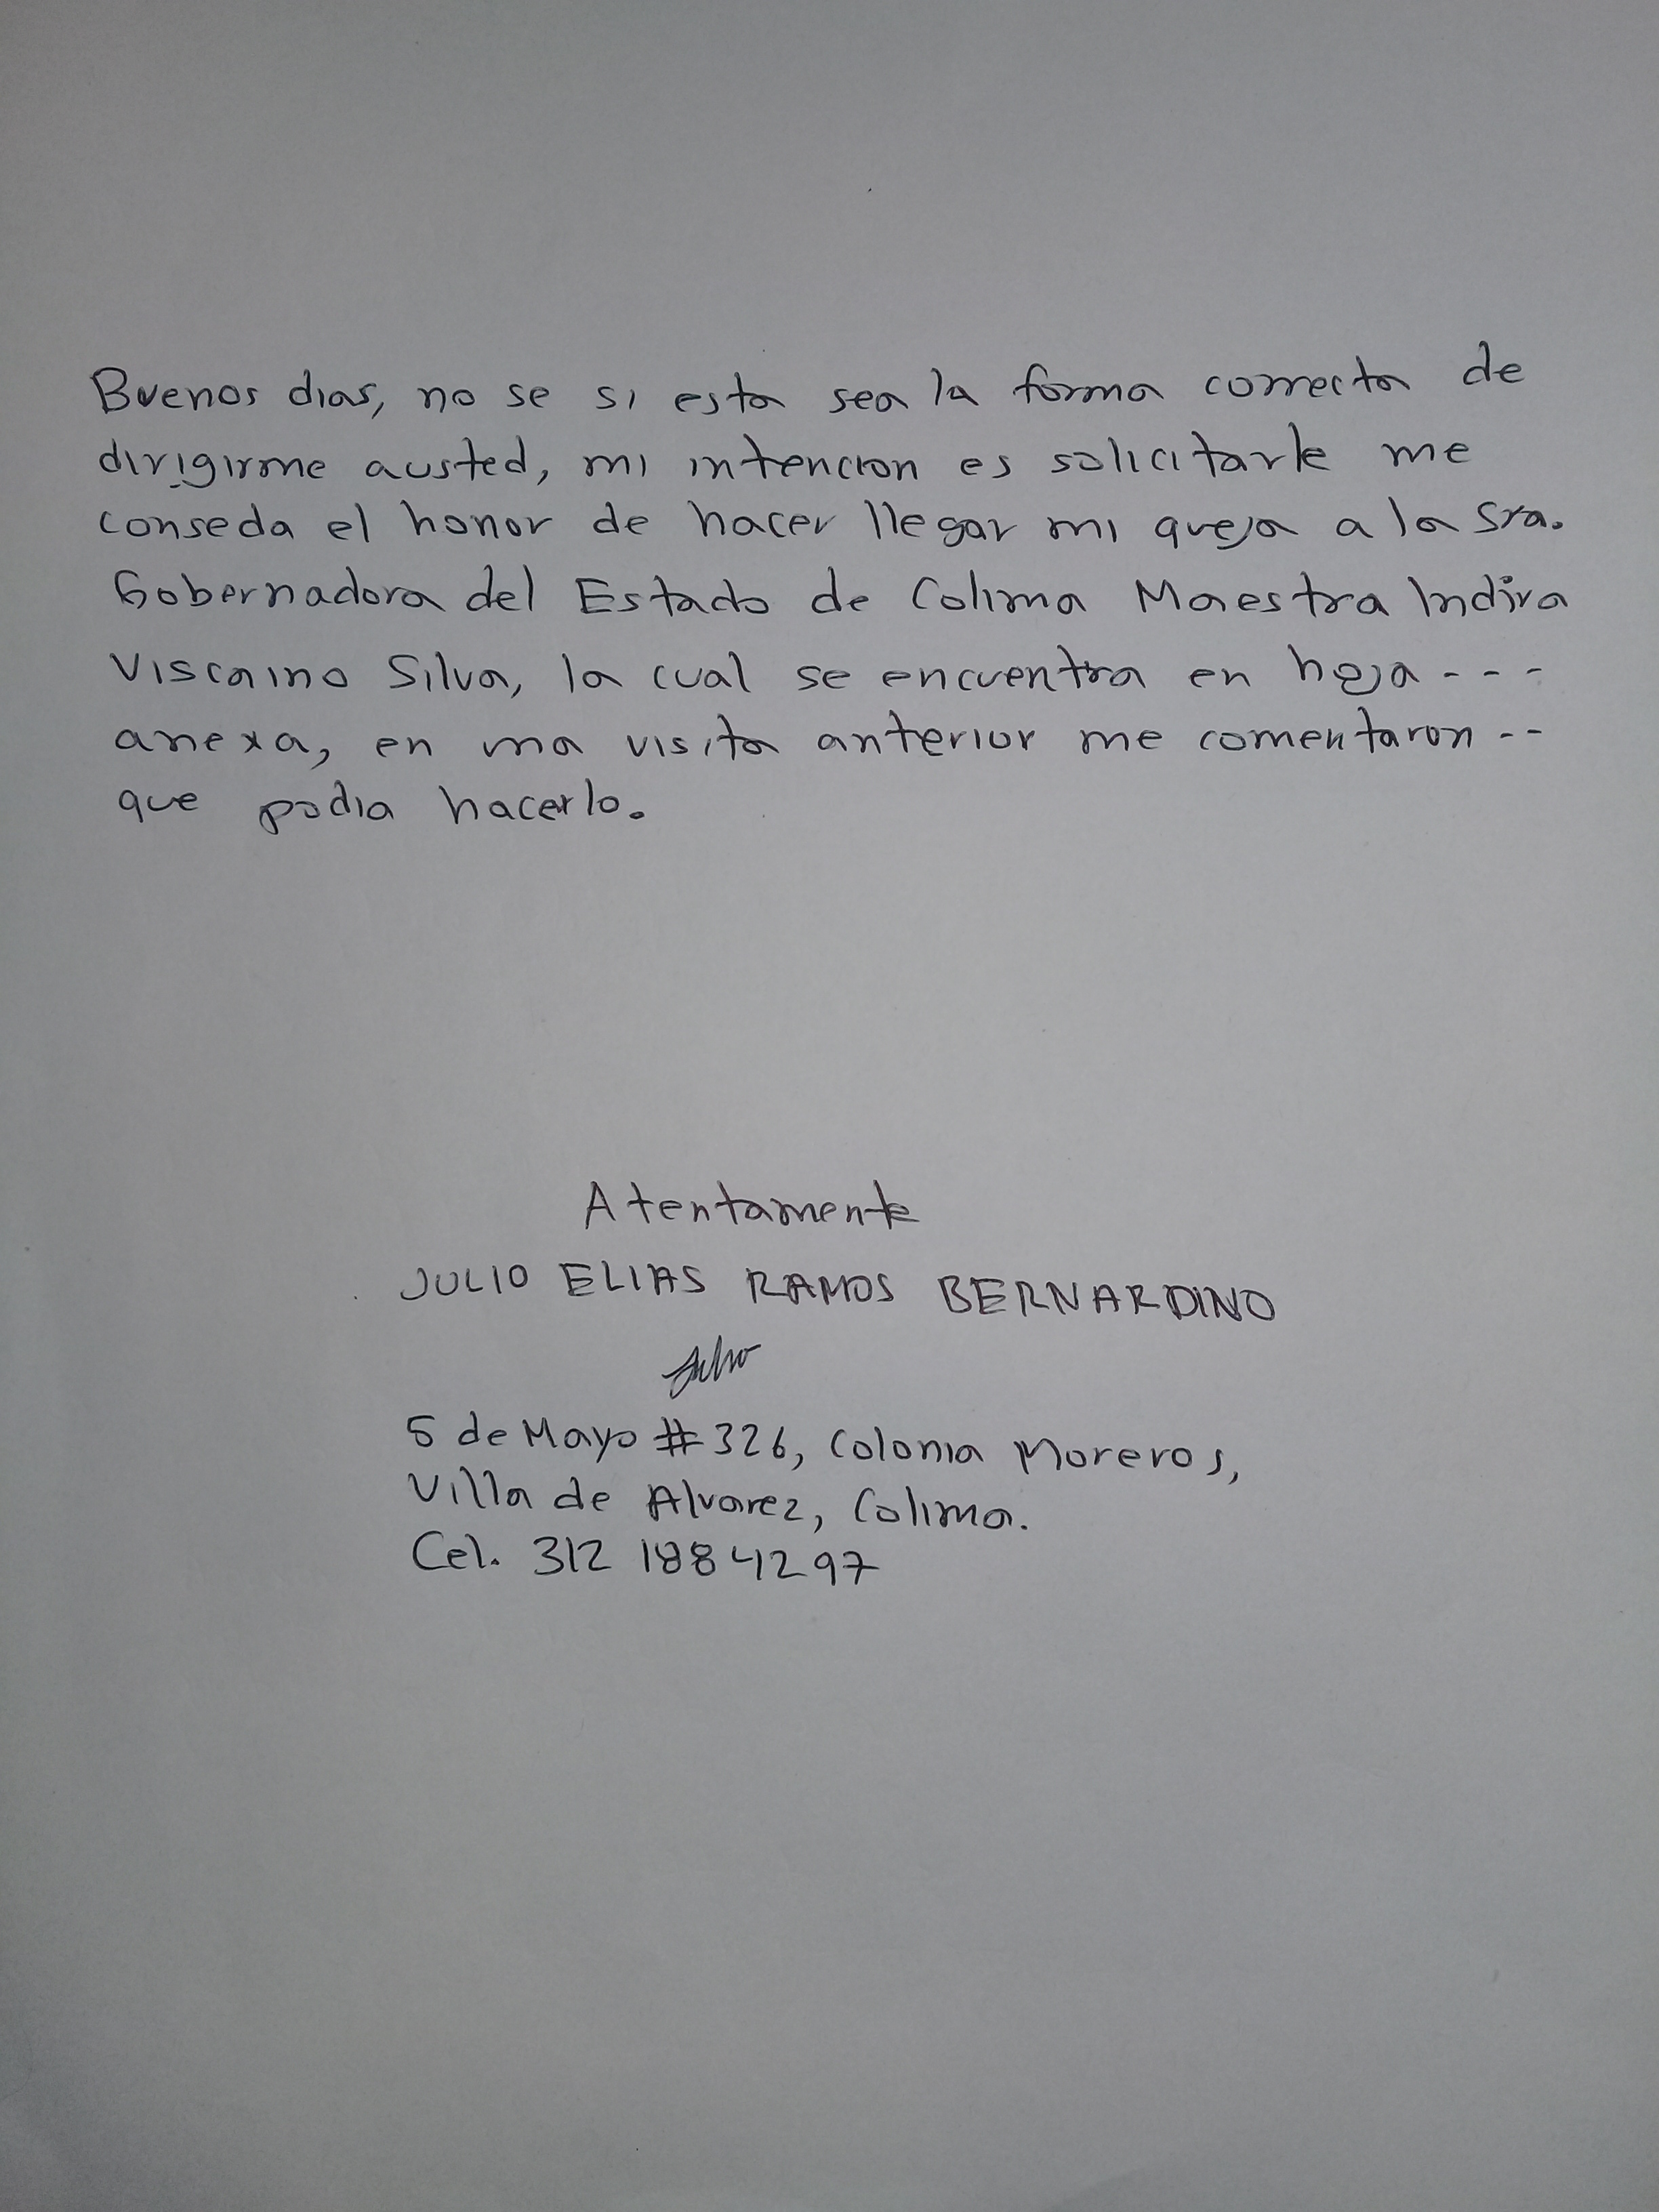 Buenos dias, no se si esta sea la forma correcta de
dirigirme austed, mi intencion es solicitarle me
conseda el honor de hacer llegar mi queja a la Sra.
Gobernadora del Estado de Colima Maestra Indira
Viscaino Silva, la cual se encuentra en hoja - - -
anexa, en ma visita anterior me comentaron - -
que podia hacerlo.
Atentamente
JULIO ELIAS RAMOS BERNARDINO
Julio
5 de Mayo # 326, Colonia Moreros,
Villa de Alvarez, Colima.
Cel. 312 188 4297